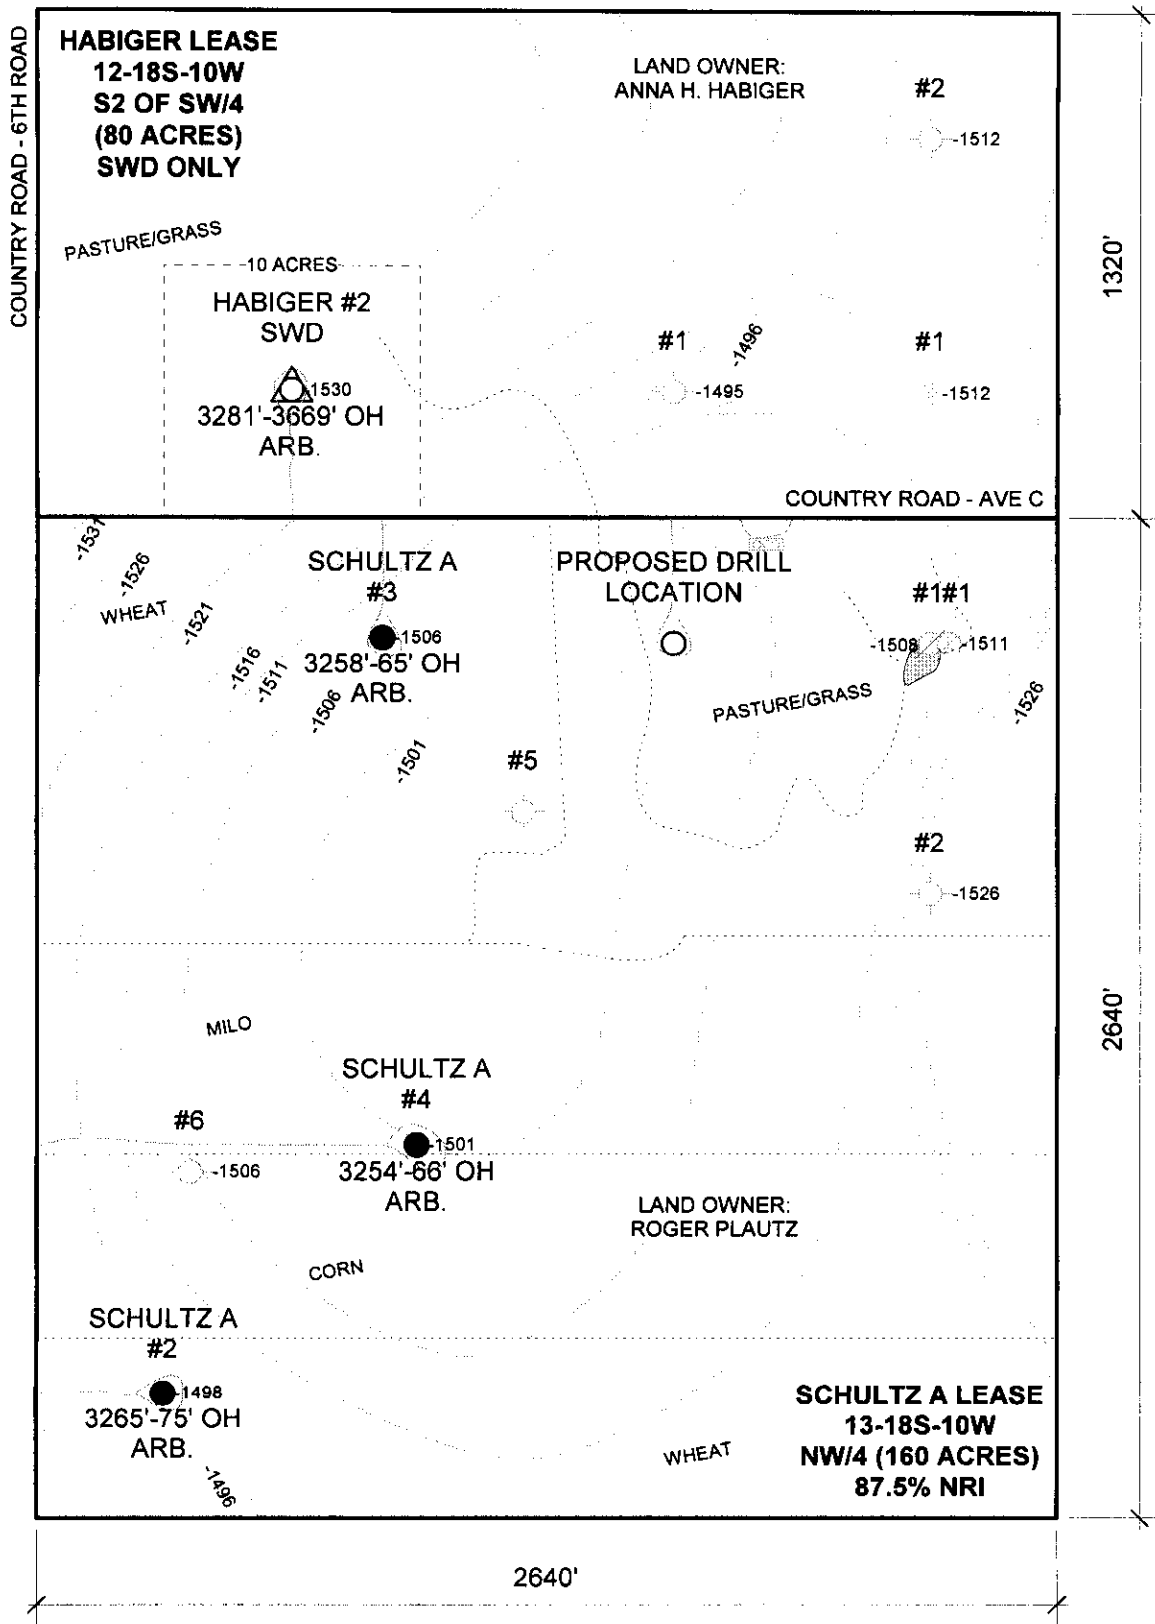 COUNTRY ROAD - 6TH ROAD
HABIGER LEASE
12-18S-10W
S2 OF SW/4
(80 ACRES)
SWD ONLY
LAND OWNER:
ANNA H. HABIGER
#2
-1512
PASTURE/GRASS
10 ACRES
HABIGER #2
SWD
-1530
3281'-3669' OH
ARB.
#1
-1496
-1495
#1
-1512
1320'
COUNTRY ROAD - AVE C
-1531
-1526
WHEAT
-1521
-1516
-1511
-1506
-1501
SCHULTZ A
#3
-1506
3258'-65' OH
ARB.
PROPOSED DRILL
LOCATION
#1#1
-1508
-1511
PASTURE/GRASS
-1526
#5
#2
-1526
2640'
MILO
SCHULTZ A
#4
-1501
3254'-66' OH
ARB.
#6
-1506
LAND OWNER:
ROGER PLAUTZ
CORN
SCHULTZ A
#2
-1498
3265'-75' OH
ARB.
-1496
WHEAT
SCHULTZ A LEASE
13-18S-10W
NW/4 (160 ACRES)
87.5% NRI
2640'